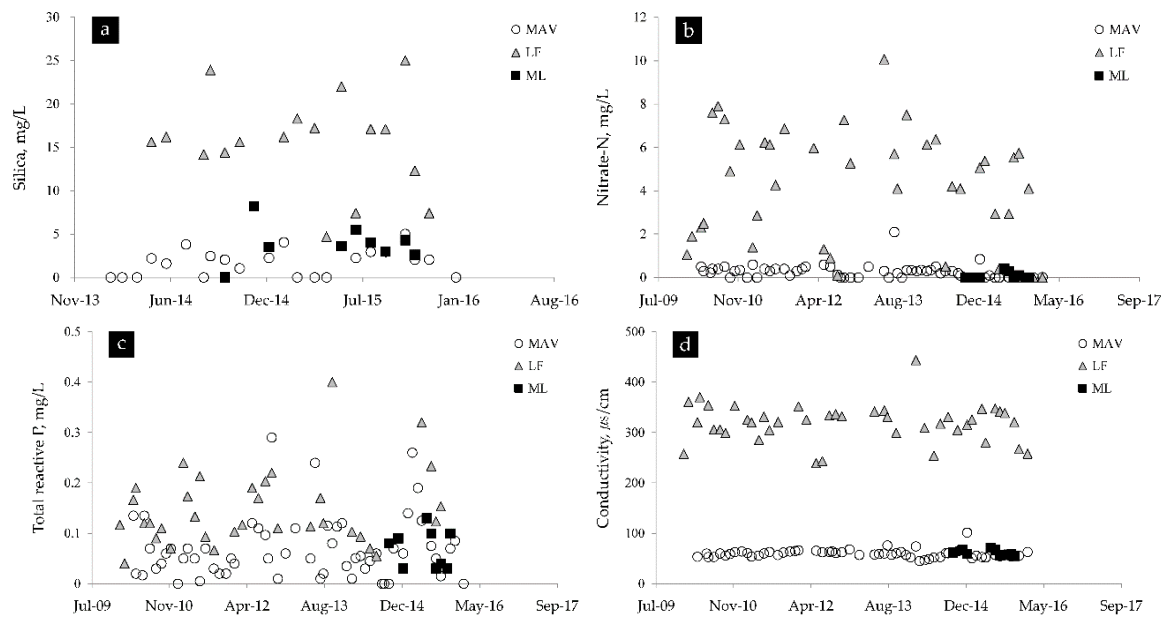 a
MAV
LF
ML
30
25
20
15
10
5
0
Silica, mg/L
Nov-13 Jun-14 Dec-14 Jul-15 Jan-16 Aug-16
b
MAV
LF
ML
12
10
8
6
4
2
0
Nitrate-N, mg/L
Jul-09 Nov-10 Apr-12 Aug-13 Dec-14 May-16 Sep-17
c
MAV
LF
ML
0.5
0.4
0.3
0.2
0.1
0
Total reactive P, mg/L
Jul-09 Nov-10 Apr-12 Aug-13 Dec-14 May-16 Sep-17
d
MAV
LF
ML
500
400
300
200
100
0
Conductivity, µs/cm
Jul-09 Nov-10 Apr-12 Aug-13 Dec-14 May-16 Sep-17